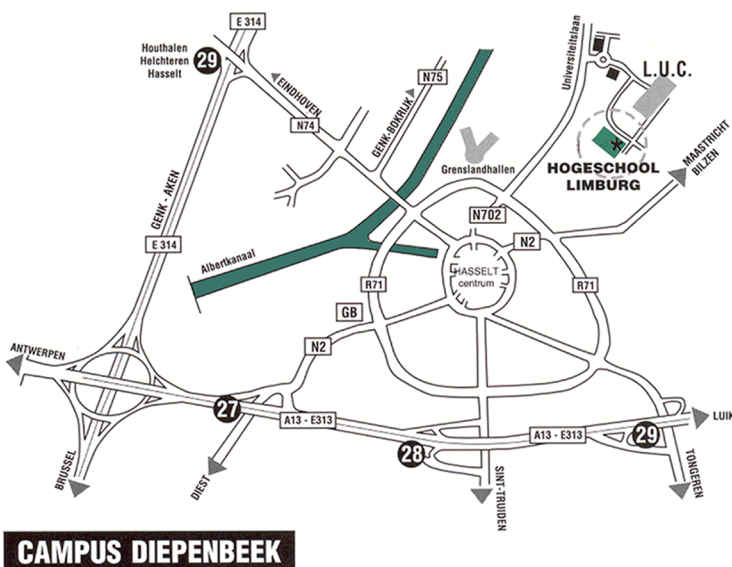 E 314
Houthalen
Helchteren
Hasselt
29
EINDHOVEN
N74
N75
GENK-BOKRIJK
Universiteitslaan
L.U.C.
Grenslandhallen
HOGESCHOOL
LIMBURG
MAASTRICHT
BILZEN
GENK - AKEN
E 314
N702
N2
Albertkanaal
HASSELT
centrum
R71
R71
GB
N2
ANTWERPEN
27
A13 - E313
A13 - E313
28
29
LUIK
BRUSSEL
DIEST
SINT-TRUIDEN
TONGEREN
CAMPUS DIEPENBEEK